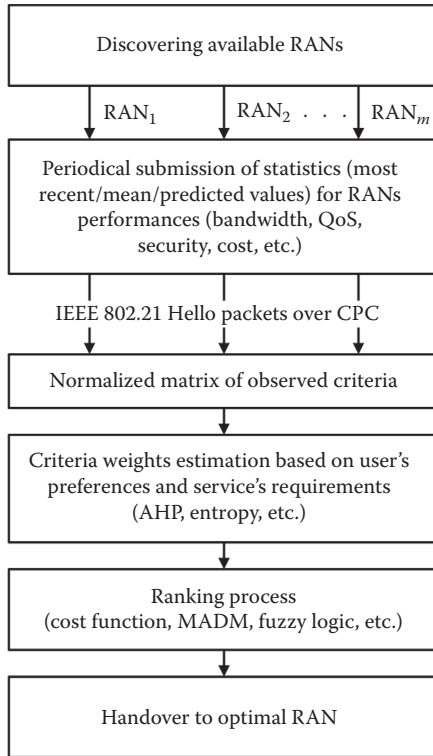 Discovering available RANs
RAN₁ RAN₂ . . . RANₘ
Periodical submission of statistics (most
recent/mean/predicted values) for RANs
performances (bandwidth, QoS,
security, cost, etc.)
IEEE 802.21 Hello packets over CPC
Normalized matrix of observed criteria
Criteria weights estimation based on user’s
preferences and service’s requirements
(AHP, entropy, etc.)
Ranking process
(cost function, MADM, fuzzy logic, etc.)
Handover to optimal RAN